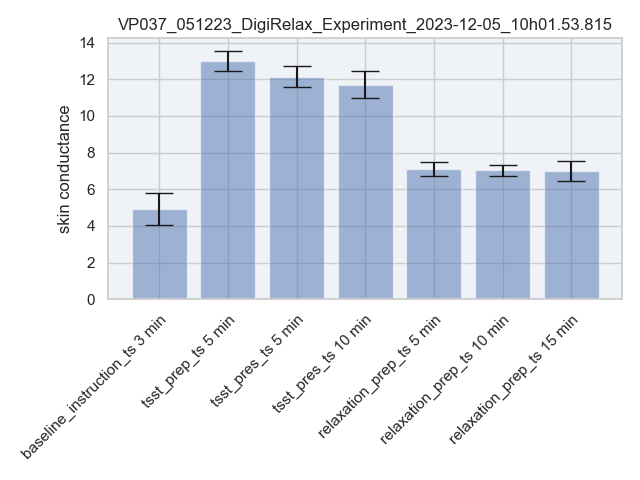 VP037_051223_DigiRelax_Experiment_2023-12-05_10h01.53.815
14
12
10
8
6
4
2
0
skin conductance
baseline_instruction_ts 3 min
tsst_prep_ts 5 min
tsst_pres_ts 5 min
tsst_pres_ts 10 min
relaxation_prep_ts 5 min
relaxation_prep_ts 10 min
relaxation_prep_ts 15 min